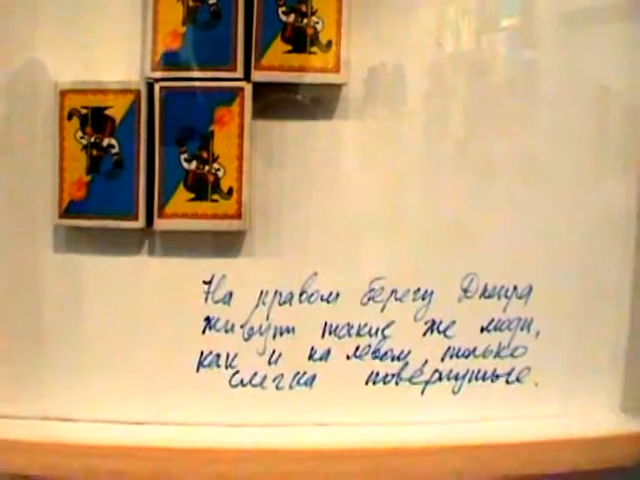 На правом берегу Днепра
живут такие же люди,
как и на левом, только
слегка повёрнутые.